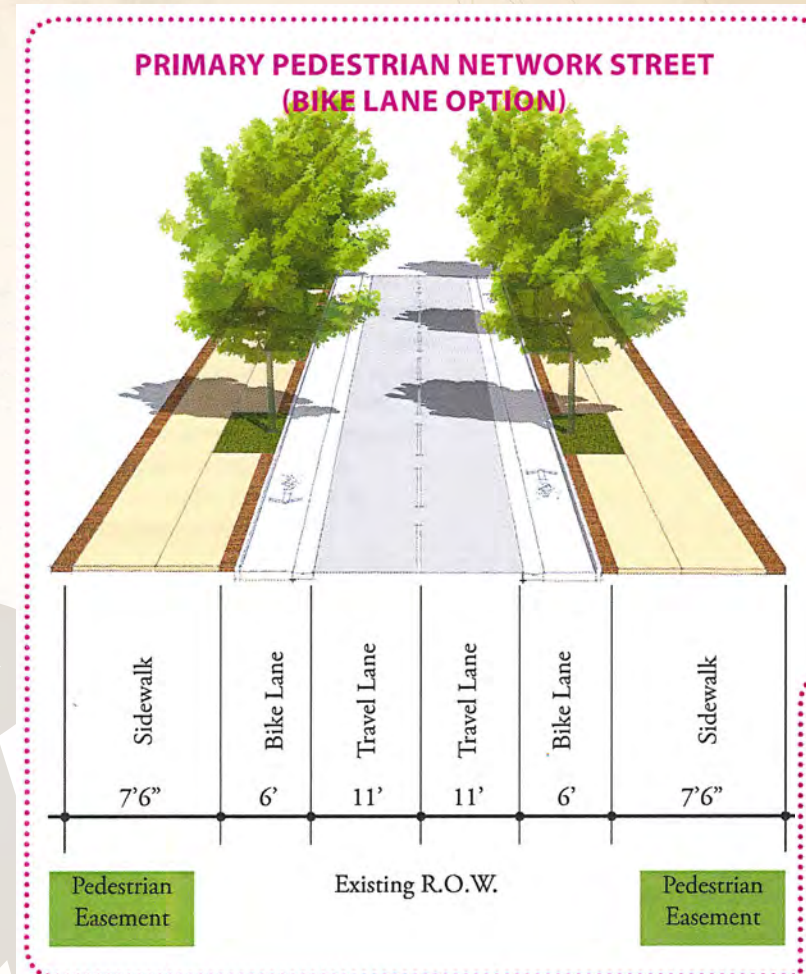 PRIMARY PEDESTRIAN NETWORK STREET
(BIKE LANE OPTION)
Sidewalk
Bike Lane
Travel Lane
Travel Lane
Bike Lane
Sidewalk
7'6”
6'
11'
11'
6'
7'6”
Existing R.O.W.
Pedestrian
Easement
Pedestrian
Easement